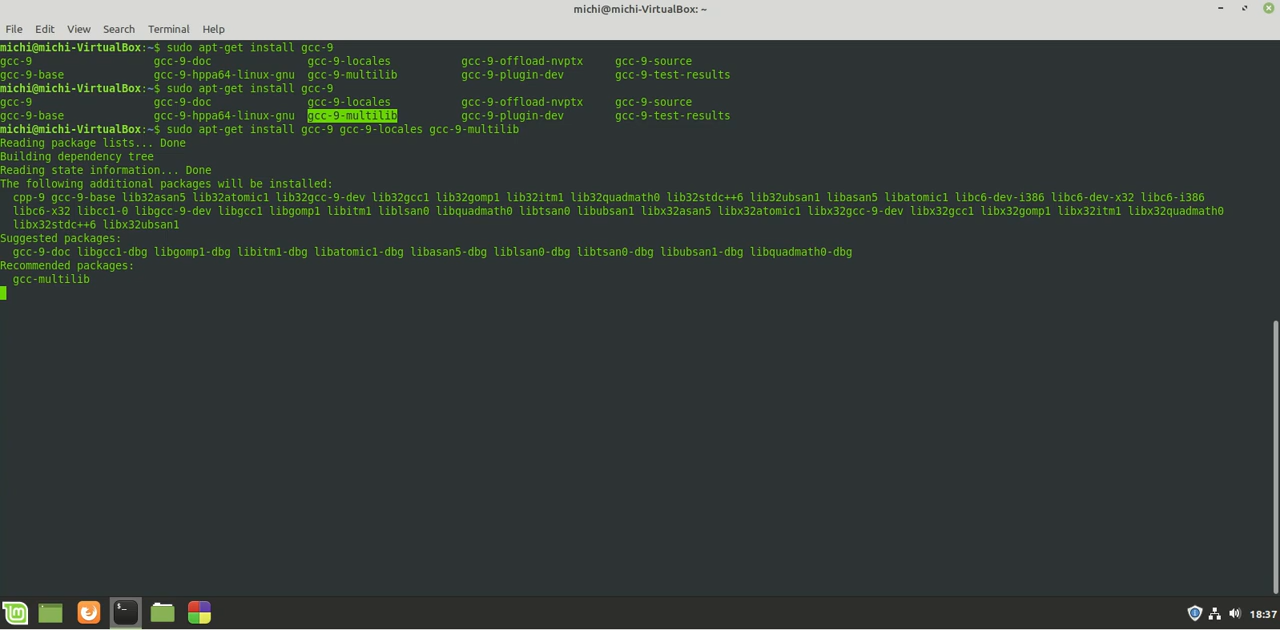 michi@michi-VirtualBox: ~
File Edit View Search Terminal Help
michi@michi-VirtualBox:~$ sudo apt-get install gcc-9
gcc-9 gcc-9-doc gcc-9-locales gcc-9-offload-nvptx gcc-9-source
gcc-9-base gcc-9-hppa64-linux-gnu gcc-9-multilib gcc-9-plugin-dev gcc-9-test-results
michi@michi-VirtualBox:~$ sudo apt-get install gcc-9
gcc-9 gcc-9-doc gcc-9-locales gcc-9-offload-nvptx gcc-9-source
gcc-9-base gcc-9-hppa64-linux-gnu gcc-9-multilib gcc-9-plugin-dev gcc-9-test-results
michi@michi-VirtualBox:~$ sudo apt-get install gcc-9 gcc-9-locales gcc-9-multilib
Reading package lists... Done
Building dependency tree
Reading state information... Done
The following additional packages will be installed:
cpp-9 gcc-9-base lib32asan5 lib32atomic1 lib32gcc-9-dev lib32gcc1 lib32gomp1 lib32itm1 lib32quadmath0 lib32stdc++6 lib32ubsan1 libasan5 libatomic1 libc6-dev-i386 libc6-dev-x32 libc6-i386
libc6-x32 libcc1-0 libgcc-9-dev libgcc1 libgomp1 libitm1 liblsan0 libquadmath0 libtsan0 libubsan1 libx32asan5 libx32atomic1 libx32gcc-9-dev libx32gcc1 libx32gomp1 libx32itm1 libx32quadmath0
libx32stdc++6 libx32ubsan1
Suggested packages:
gcc-9-doc libgcc1-dbg libgomp1-dbg libitm1-dbg libatomic1-dbg libasan5-dbg liblsan0-dbg libtsan0-dbg libubsan1-dbg libquadmath0-dbg
Recommended packages:
gcc-multilib
18:37